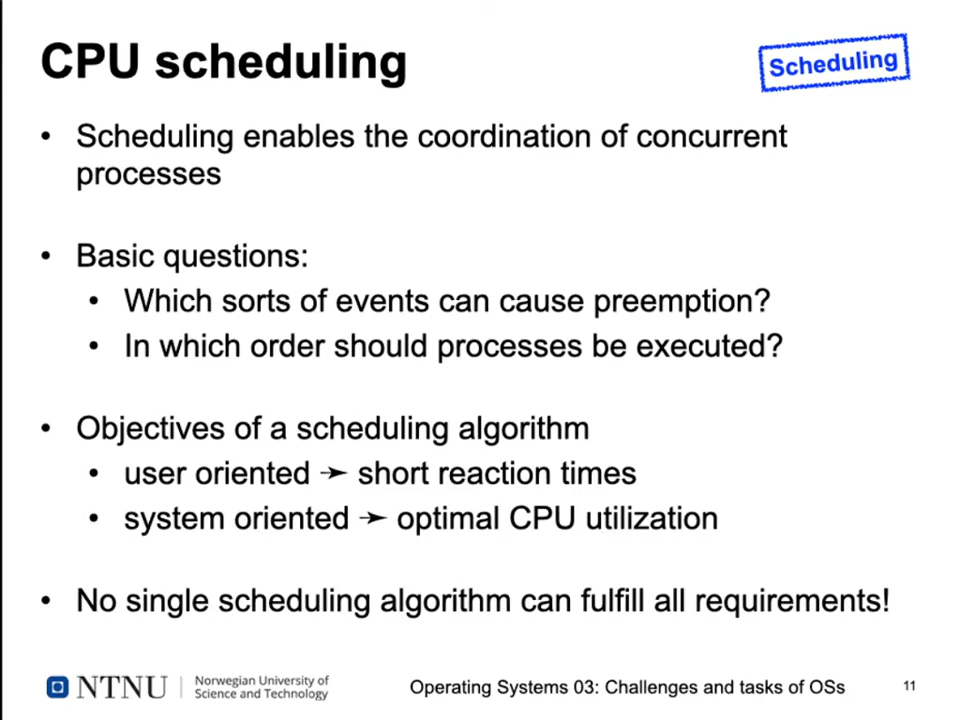 CPU scheduling
Scheduling
• Scheduling enables the coordination of concurrent
processes
• Basic questions:
• Which sorts of events can cause preemption?
• In which order should processes be executed?
• Objectives of a scheduling algorithm
• user oriented ➛ short reaction times
• system oriented ➛ optimal CPU utilization
• No single scheduling algorithm can fulfill all requirements!
NTNU
Norwegian University of
Science and Technology
Operating Systems 03: Challenges and tasks of OSs
11